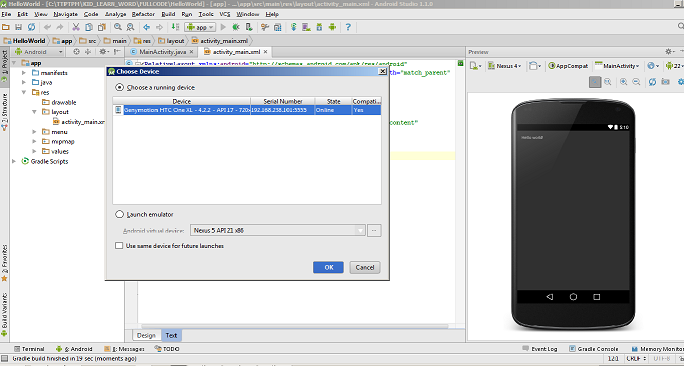 HelloWorld - [C:\TTPTPH\KID_LEARN_WORD\FULLCODE\HelloWorld] - [app] - ...\app\src\main\res\layout\activity_main.xml - Android Studio 1.1.0
File Edit View Navigate Code Analyze Refactor Build Run Tools VCS Window Help
app
HelloWorld app src main res layout activity_main.xml
Android
MainActivity.java activity_main.xml
Preview
app
manifests
java
res
drawable
layout
activity_main.xm
menu
mipmap
values
Gradle Scripts
1: Project
7: Structure
2: Favorites
Build Variants
<RelativeLayout xmlns:android="http://schemas.android.com/apk/res/android"
th="match_parent"
content"
Choose Device
Choose a running device
Device Serial Number State Compati...
Genymotion HTC One XL - 4.2.2 - API 17 - 720x 192.168.236.101:5555 Online Yes
Launch emulator
Android virtual device: Nexus 5 API 21 x86 ...
Use same device for future launches
OK Cancel
Nexus 4 AppCompat MainActivity 22
5:10
Hello world!
Design Text
Terminal 6: Android 0: Messages TODO Event Log Gradle Console Memory Monitor
Gradle build finished in 19 sec (moments ago) 12:1 CRLF UTF-8